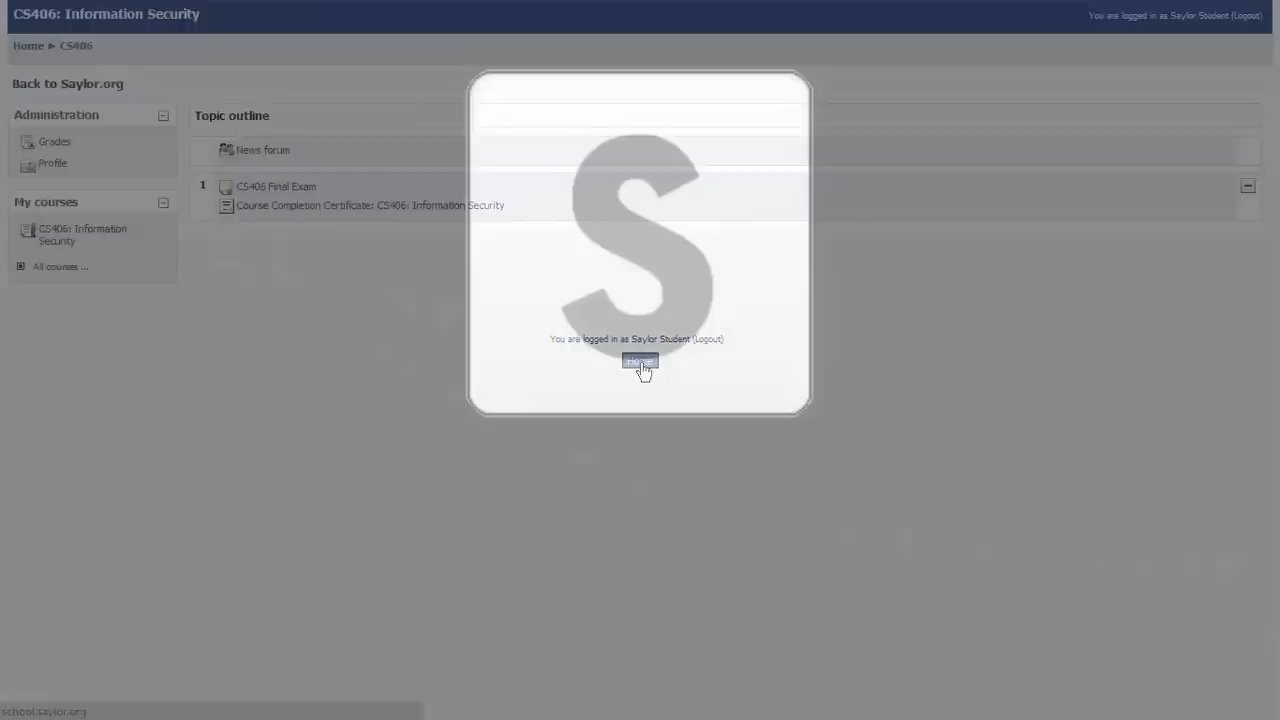 CS406: Information Security
You are logged in as Saylor Student (Logout)
Home ► CS406
Back to Saylor.org
Administration
Grades
Profile
My courses
CS406: Information
Security
All courses ...
Topic outline
News forum
1
CS406 Final Exam
Course Completion Certificate: CS406: Information Security
S
You are logged in as Saylor Student (Logout)
Home
school.saylor.org